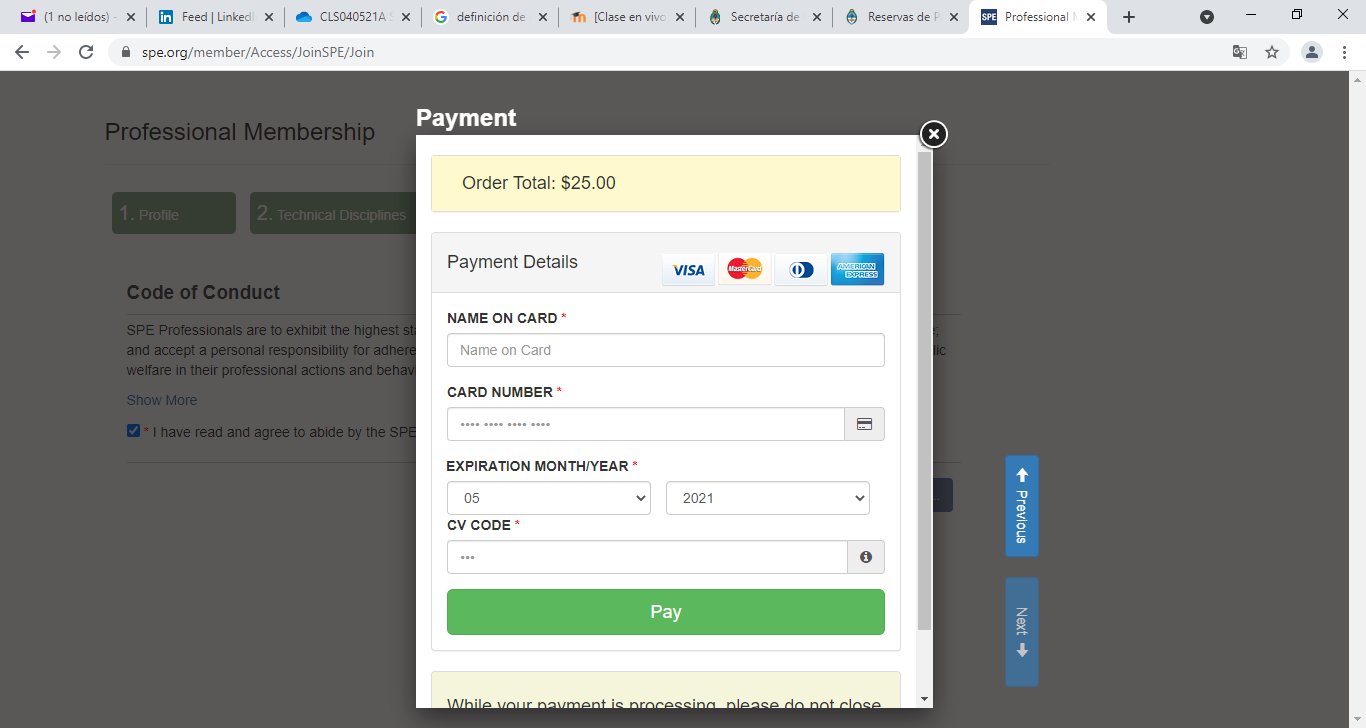 (1 no leídos) -
Feed | LinkedI
CLS040521A S
definición de
[Clase en vivo
Secretaría de
Reservas de P
SPE
Professional M
spe.org/member/Access/JoinSPE/Join
Professional Membership
Payment
Order Total: $25.00
1. Profile
2. Technical Disciplines
Payment Details
VISA
MasterCard
AMERICAN EXPRESS
Code of Conduct
NAME ON CARD *
SPE Professionals are to exhibit the highest sta
Name on Card
and accept a personal responsibility for adhere
lic
welfare in their professional actions and behavi
CARD NUMBER *
Show More
•••• •••• •••• ••••
* I have read and agree to abide by the SPE
EXPIRATION MONTH/YEAR *
05
2021
CV CODE *
•••
Pay
Previous
Next
While your payment is processing, please do not close